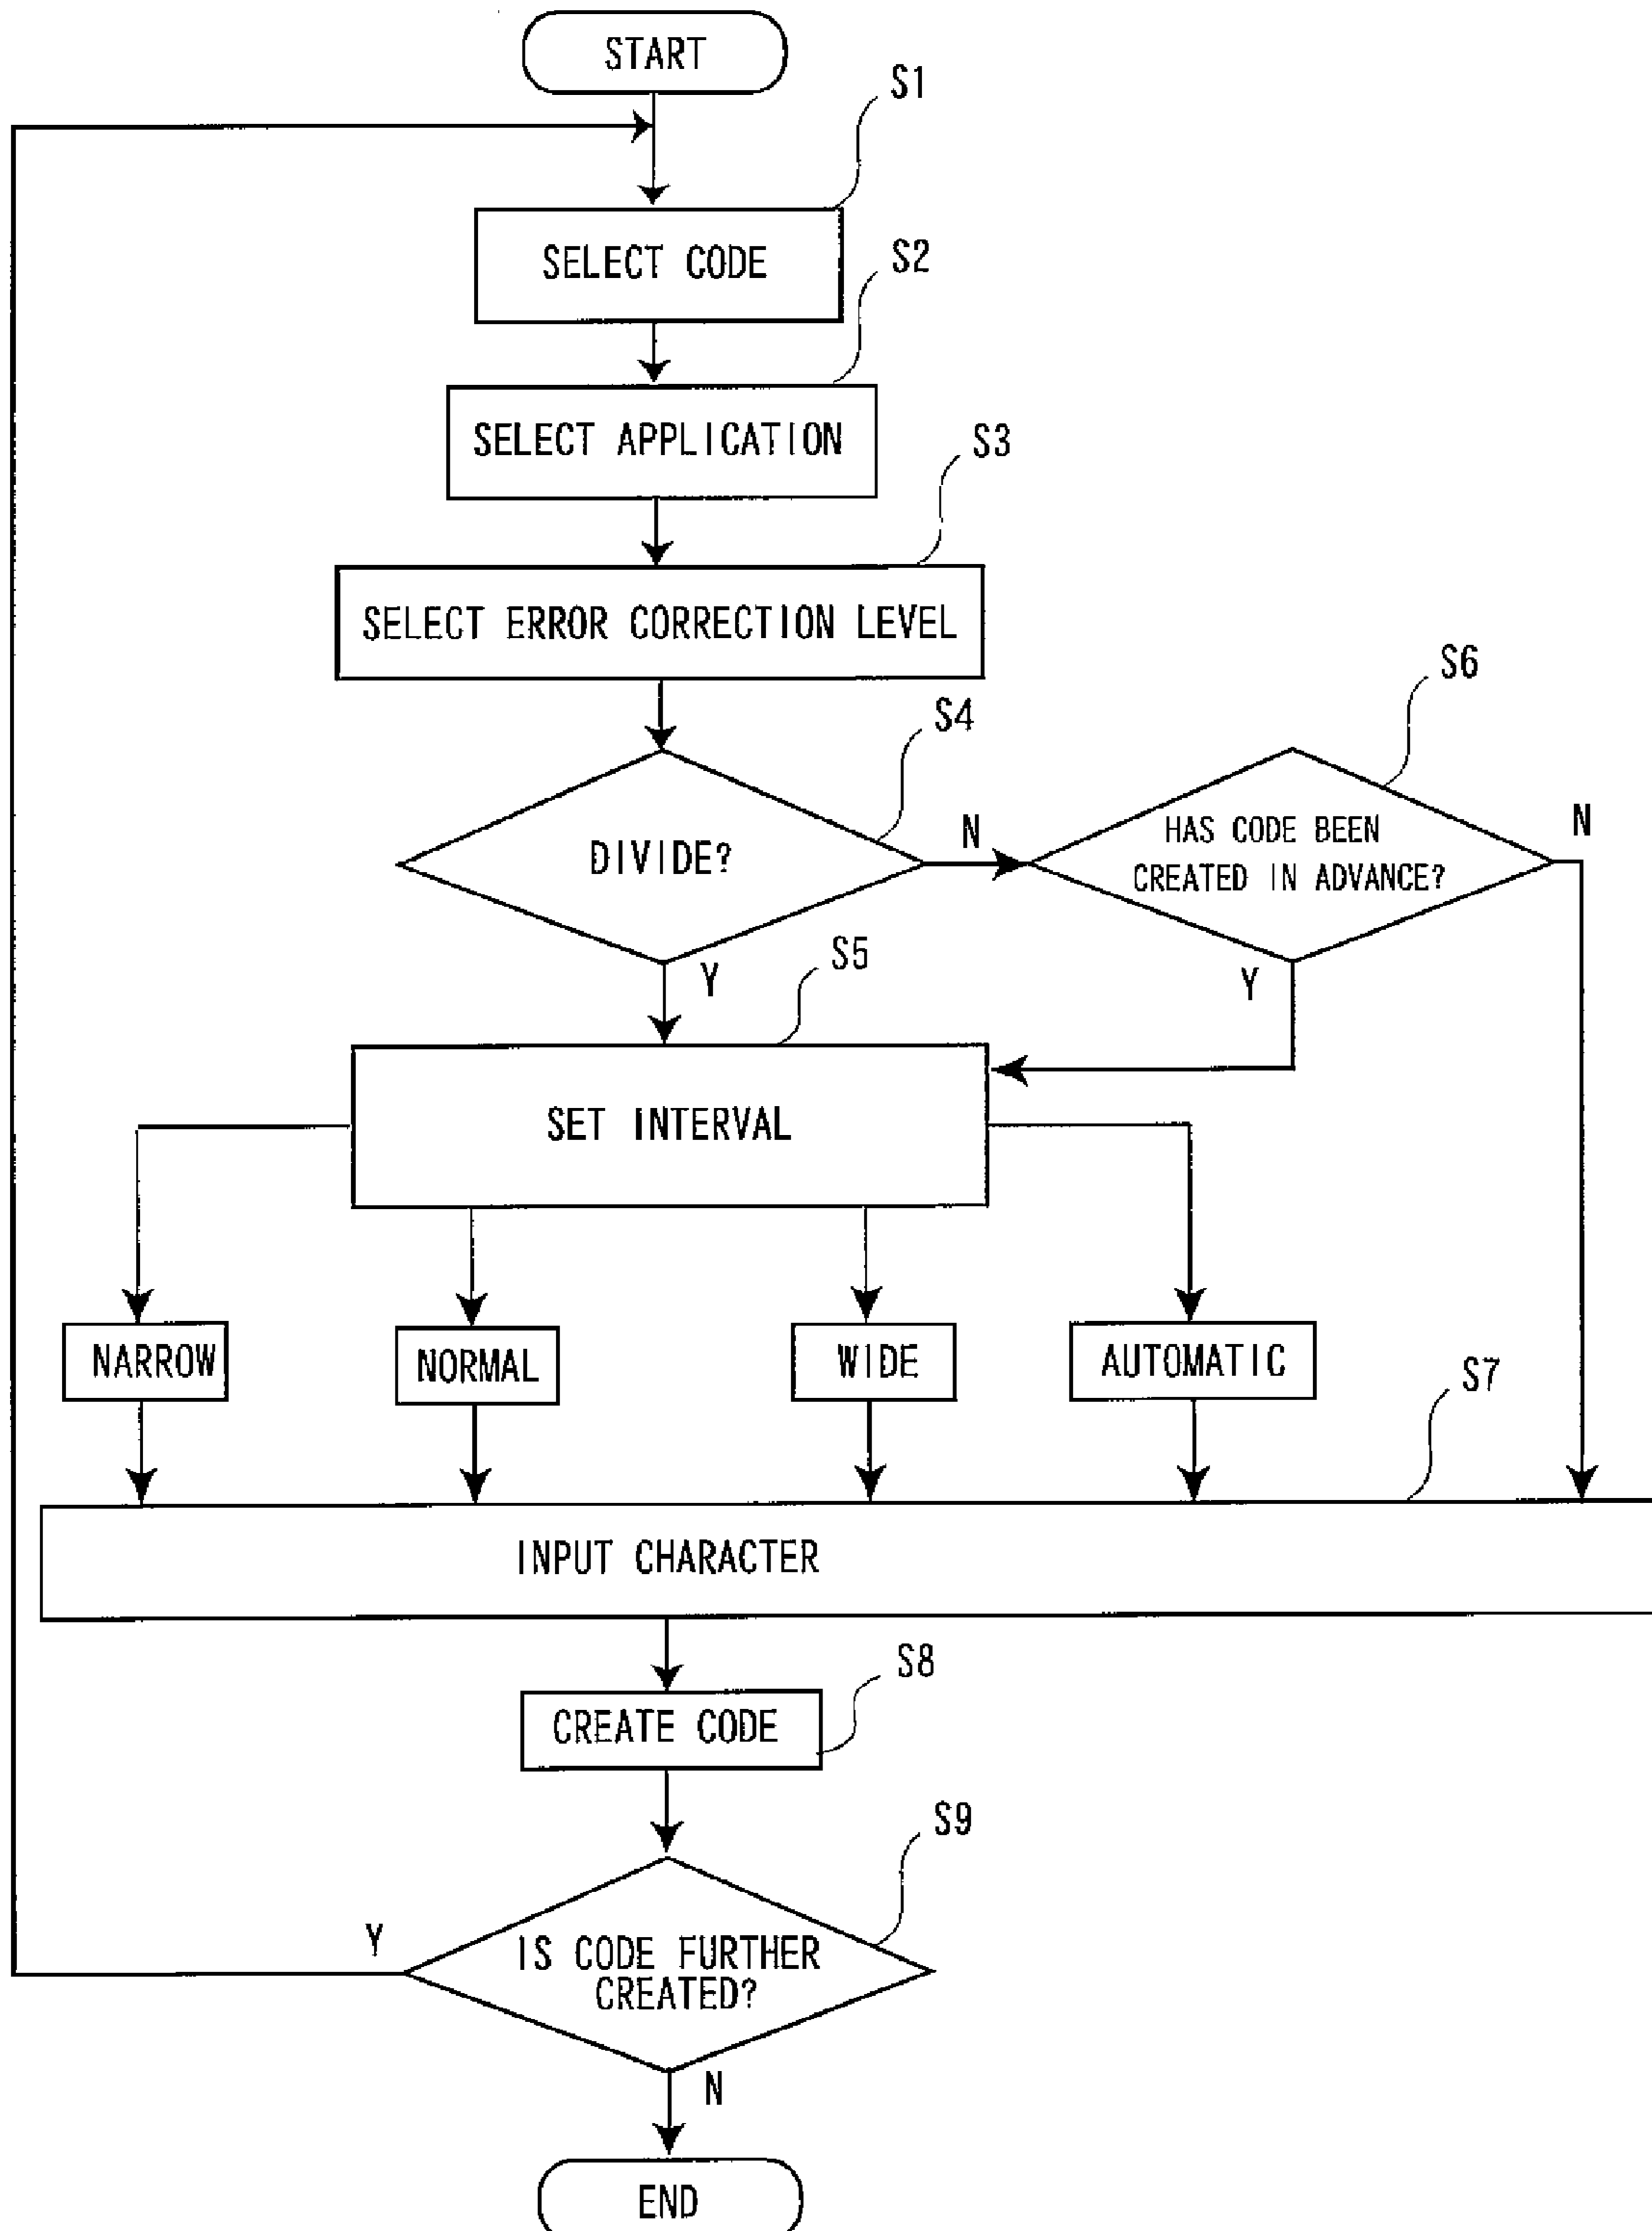 START
S1
SELECT CODE
S2
SELECT APPLICATION
S3
SELECT ERROR CORRECTION LEVEL
S4
S6
DIVIDE?
N
HAS CODE BEEN
CREATED IN ADVANCE?
N
Y
S5
Y
SET INTERVAL
NARROW
NORMAL
WIDE
AUTOMATIC
S7
INPUT CHARACTER
S8
CREATE CODE
S9
Y
IS CODE FURTHER
CREATED?
N
END